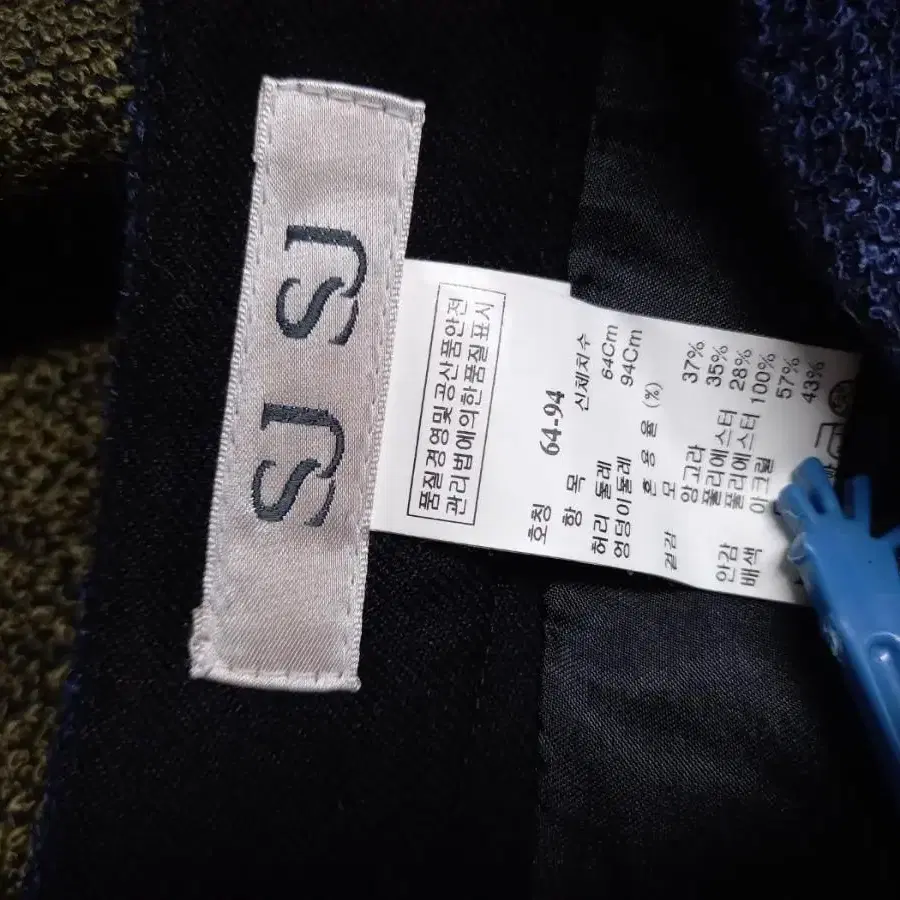 SJ SJ
품질경영및공산품안전
관리법에의한품질표시
호칭 64-94
항 목 신체치수
허리 둘레 64Cm
엉덩이둘레 94Cm
혼 용 율 (%)
겉감 모 37%
앙고라 35%
폴리에스터 28%
안감 폴리에스터 100%
배색 아크릴 57%
43%